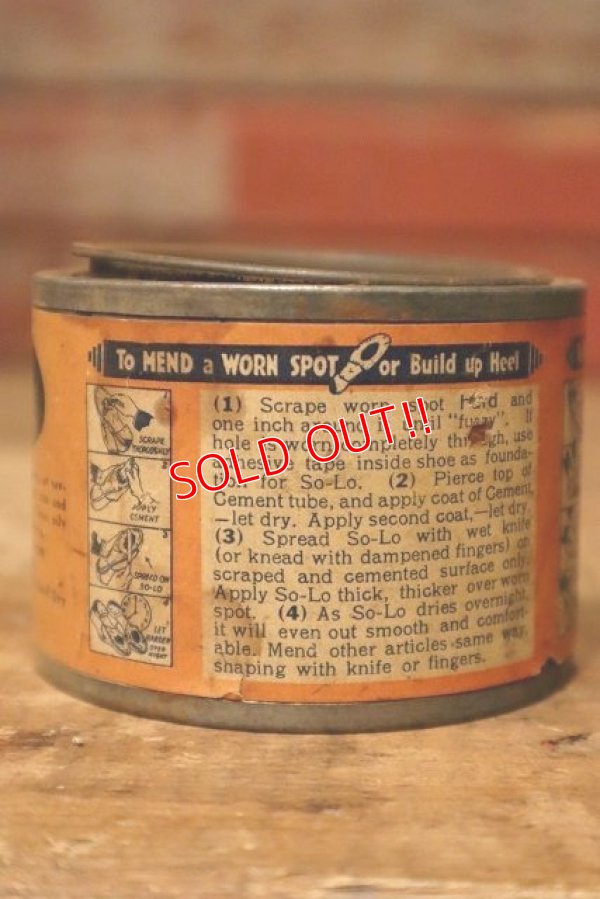 To MEND a WORN SPOT or Build up Heel
(1) Scrape worn spot Hard and
one inch around until "fuzzy". If
hole is worn completely through, use
adhesive tape inside shoe as founda-
tion for So-Lo. (2) Pierce top of
Cement tube, and apply coat of Cement,
—let dry. Apply second coat,—let dry.
(3) Spread So-Lo with wet knife
(or knead with dampened fingers) on
scraped and cemented surface only.
Apply So-Lo thick, thicker over worn
spot. (4) As So-Lo dries overnight,
it will even out smooth and comfort-
able. Mend other articles same way,
shaping with knife or fingers.
SCRAPE
THOROUGHLY
2
APPLY
CEMENT
3
SPREAD ON
SO-LO
4
LET
HARDEN
OVER
NIGHT
SOLD OUT!!